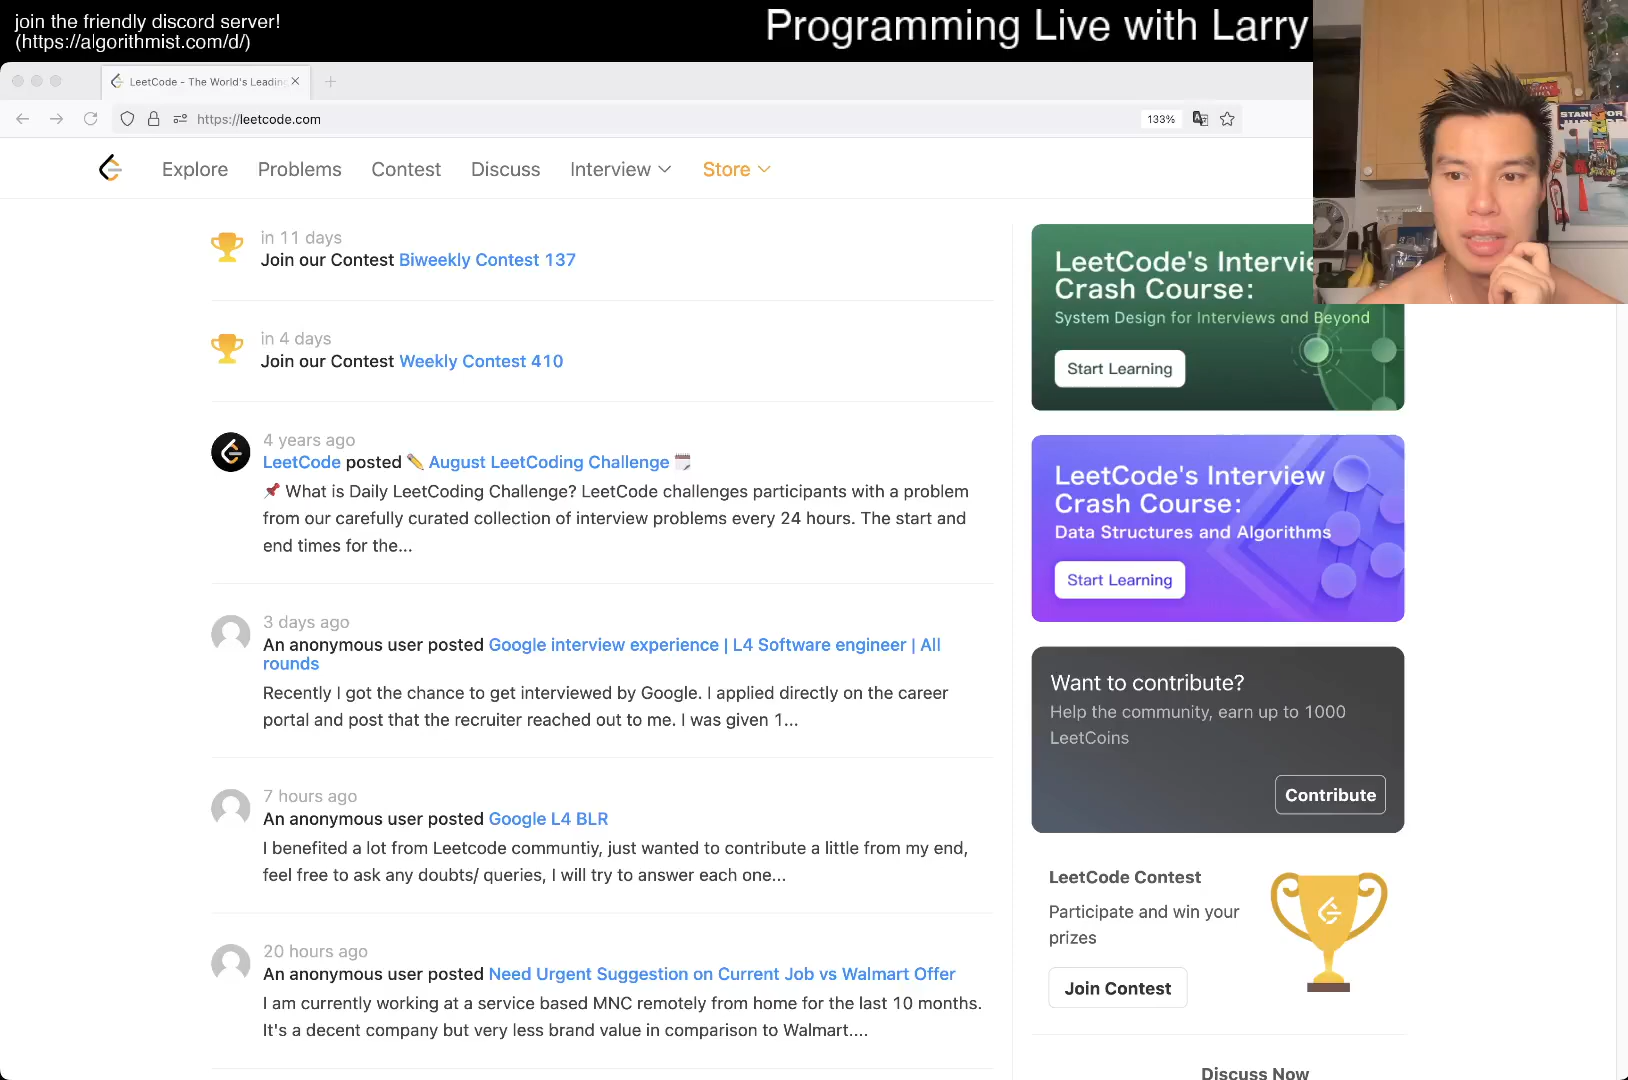 join the friendly discord server!
(https://algorithmist.com/d/)
Programming Live with Larry
LeetCode - The World's Leadin
https://leetcode.com
133%
Explore
Problems
Contest
Discuss
Interview
Store
in 11 days
Join our Contest Biweekly Contest 137
in 4 days
Join our Contest Weekly Contest 410
4 years ago
LeetCode posted ✏️ August LeetCoding Challenge 🗓️
📌 What is Daily LeetCoding Challenge? LeetCode challenges participants with a problem
from our carefully curated collection of interview problems every 24 hours. The start and
end times for the...
3 days ago
An anonymous user posted Google interview experience | L4 Software engineer | All
rounds
Recently I got the chance to get interviewed by Google. I applied directly on the career
portal and post that the recruiter reached out to me. I was given 1...
7 hours ago
An anonymous user posted Google L4 BLR
I benefited a lot from Leetcode communtiy, just wanted to contribute a little from my end,
feel free to ask any doubts/ queries, I will try to answer each one...
20 hours ago
An anonymous user posted Need Urgent Suggestion on Current Job vs Walmart Offer
I am currently working at a service based MNC remotely from home for the last 10 months.
It's a decent company but very less brand value in comparison to Walmart....
LeetCode's Intervie
Crash Course:
System Design for Interviews and Beyond
Start Learning
LeetCode's Interview
Crash Course:
Data Structures and Algorithms
Start Learning
Want to contribute?
Help the community, earn up to 1000
LeetCoins
Contribute
LeetCode Contest
Participate and win your
prizes
Join Contest
Discuss Now